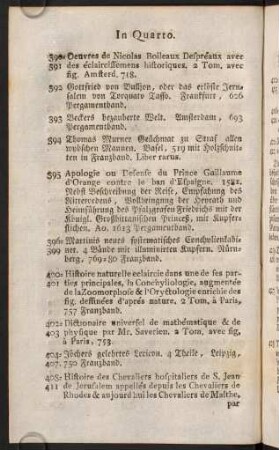 In Quarto.
390- Oeuvres de Nicolas Boileaux Despréaux avec
391 des éclaircissemens historiques, 2 Tom, avec
fig. Amsterd. 718.
392 Gottfried von Bullion, oder das erlöste Jeru-
salem von Torquato Tasso. Frankfurt, 626
Pergamentband.
393 Beckers bezauberte Welt. Amsterdam, 693
Pergamentband.
394 Thomas Murner Geschmat zu Straf allen
wybschen Mannen. Basel, 519 mit Holzschnit-
ten in Franzband. Liber rarus.
395 Apologie ou Defense du Prince Guillaume
d'Orange contre le ban d'Espaigne. 1582.
Nebst Beschreibung der Reise, Empfahung des
Ritterordens, Vollbringung der Heyrath und
Heimführung des Pfalzgrafen Friedrichs mit der
Königl. Großbritannischen Princeß, mit Kupfer-
stichen. Ao. 1613 Pergamentband.
396- Martinis neues systematisches Conchylienkabi-
399 net. 4 Bände mit illuminirten Kupfern. Nürn-
berg, 769-80 Franzband.
400- Histoire naturelle eclaircie dans une de ses par-
401 ties principales, la Conchyliologie, augmentée
de la Zoomorphose & l'Oryctologie enrichie des
fig. dessinées d'aprés nature, 2 Tom, à Paris,
757 Franzband.
402- Dictionaire universel de mathématique & de
403 physique par Mr. Saverien, 2 Tom, avec fig.
à Paris, 753.
404- Jöchers gelehrtes Lexicon. 4 Theile, Leipzig,
407. 750 Franzband.
408- Histoire des Chevaliers hospitaliers de S. Jean
411 de Jerusalem appellés depuis les Chevaliers de
Rhodes & aujourd hui les Chevaliers de Malthe,
par